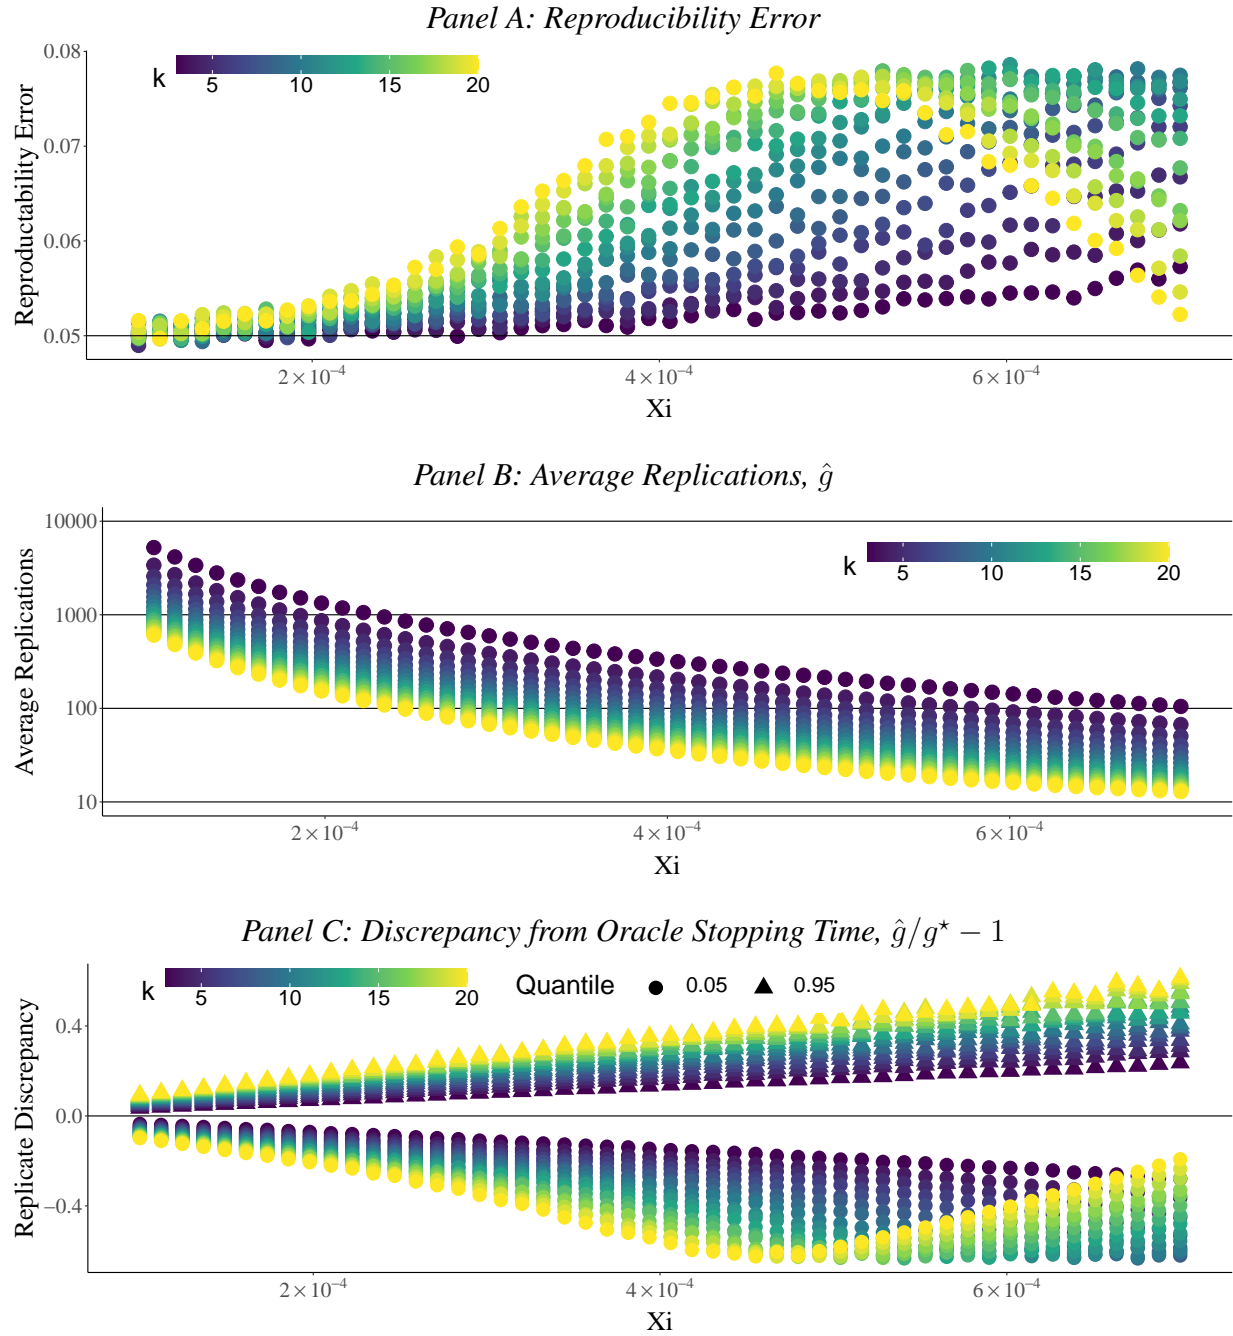 Panel A: Reproducibility Error
k
5 10 15 20
Reproductability Error
0.08
0.07
0.06
0.05
2 × 10⁻⁴ 4 × 10⁻⁴ 6 × 10⁻⁴
Xi
Panel B: Average Replications, ĝ
k
5 10 15 20
Average Replications
10000
1000
100
10
2 × 10⁻⁴ 4 × 10⁻⁴ 6 × 10⁻⁴
Xi
Panel C: Discrepancy from Oracle Stopping Time, ĝ/g⋆ − 1
k
5 10 15 20
Quantile 0.05 0.95
Replicate Discrepancy
0.4
0.0
−0.4
2 × 10⁻⁴ 4 × 10⁻⁴ 6 × 10⁻⁴
Xi